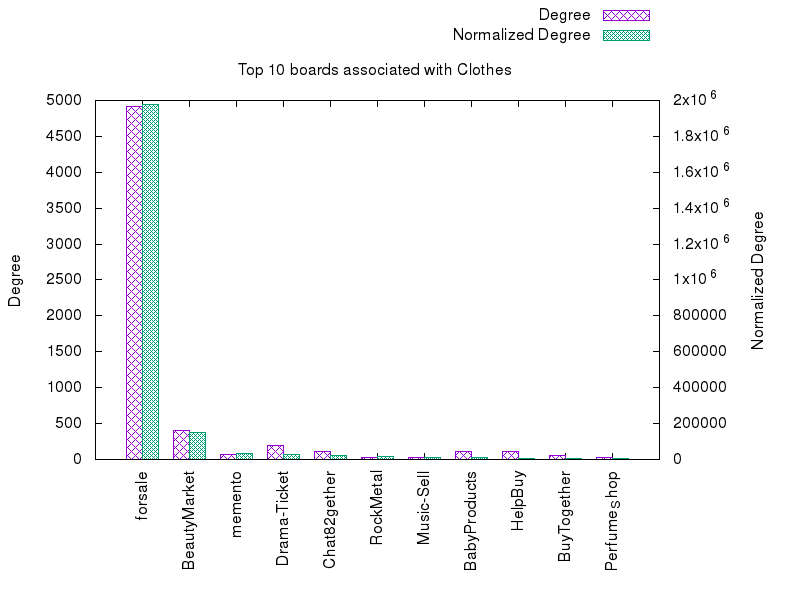 Degree
Normalized Degree
Top 10 boards associated with Clothes
5000
4500
4000
3500
3000
2500
2000
1500
1000
500
0
2x10^6
1.8x10^6
1.6x10^6
1.4x10^6
1.2x10^6
1x10^6
800000
600000
400000
200000
0
Degree
Normalized Degree
forsale
BeautyMarket
memento
Drama-Ticket
Chat82gether
RockMetal
Music-Sell
BabyProducts
HelpBuy
BuyTogether
Perfume_Shop